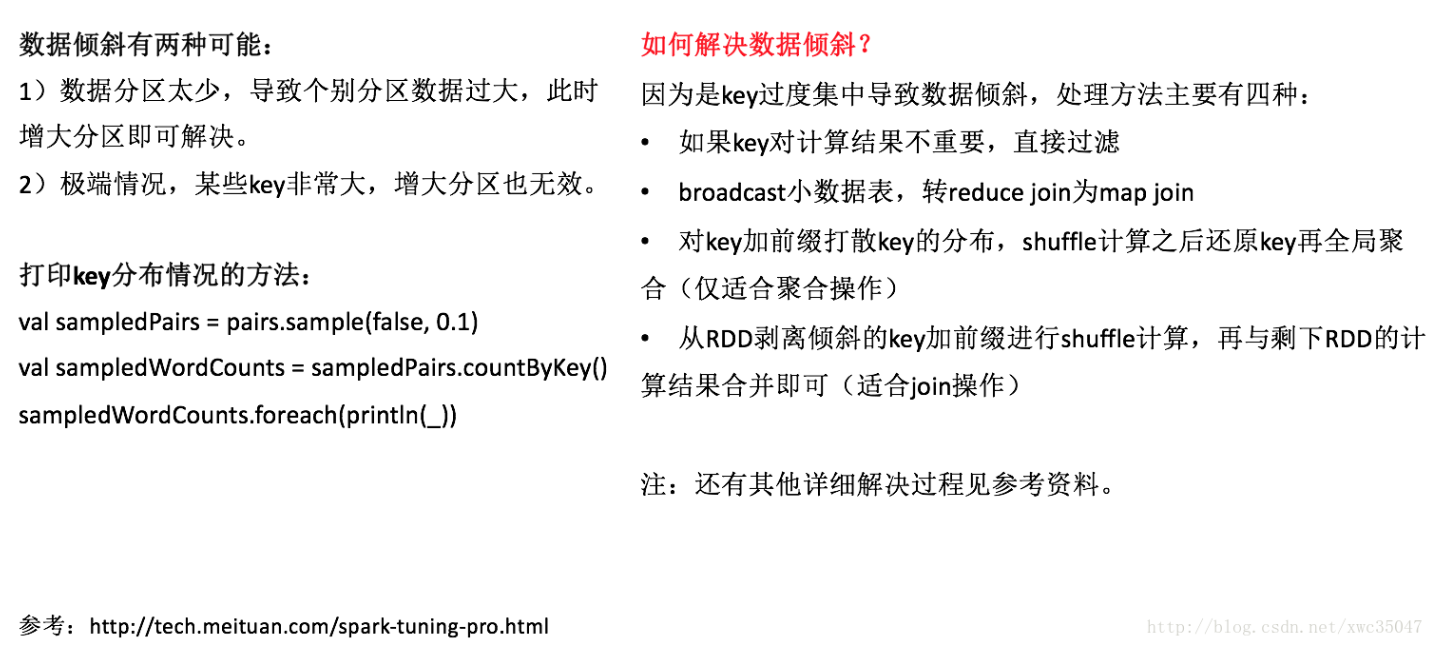 数据倾斜有两种可能：
1）数据分区太少，导致个别分区数据过大，此时
增大分区即可解决。
2）极端情况，某些key非常大，增大分区也无效。
打印key分布情况的方法：
val sampledPairs = pairs.sample(false, 0.1)
val sampledWordCounts = sampledPairs.countByKey()
sampledWordCounts.foreach(println(_))
如何解决数据倾斜？
因为是key过度集中导致数据倾斜，处理方法主要有四种：
• 如果key对计算结果不重要，直接过滤
• broadcast小数据表，转reduce join为map join
• 对key加前缀打散key的分布，shuffle计算之后还原key再全局聚
合（仅适合聚合操作）
• 从RDD剥离倾斜的key加前缀进行shuffle计算，再与剩下RDD的计
算结果合并即可（适合join操作）
注：还有其他详细解决过程见参考资料。
参考：http://tech.meituan.com/spark-tuning-pro.html
http://blog.csdn.net/xwc35047